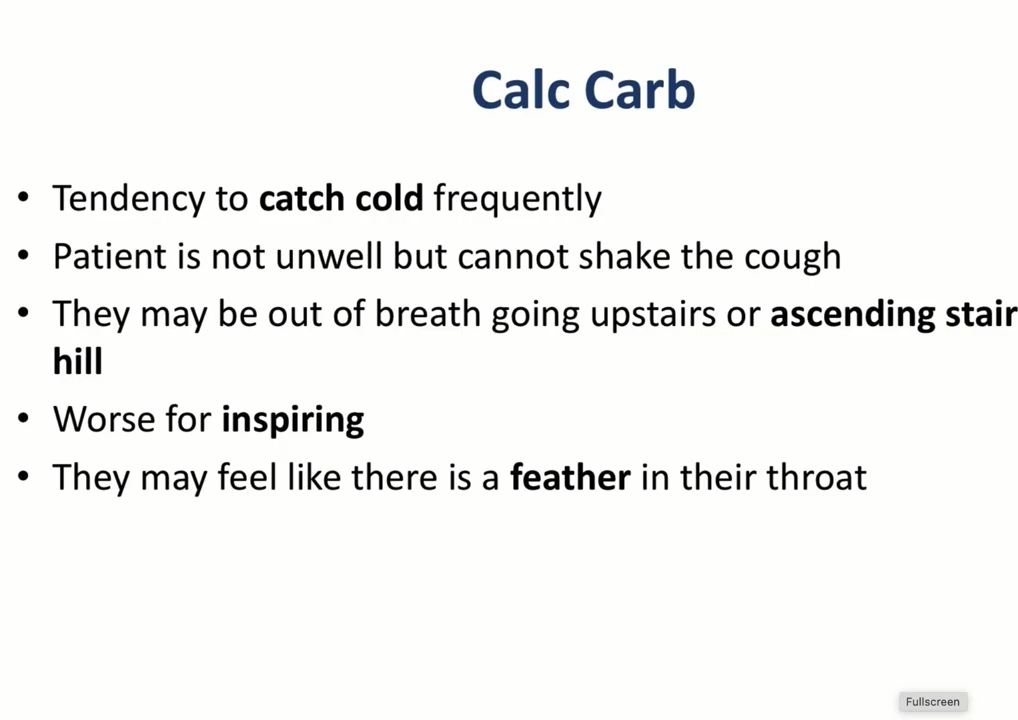 Calc Carb
• Tendency to catch cold frequently
• Patient is not unwell but cannot shake the cough
• They may be out of breath going upstairs or ascending stair
hill
• Worse for inspiring
• They may feel like there is a feather in their throat
Fullscreen